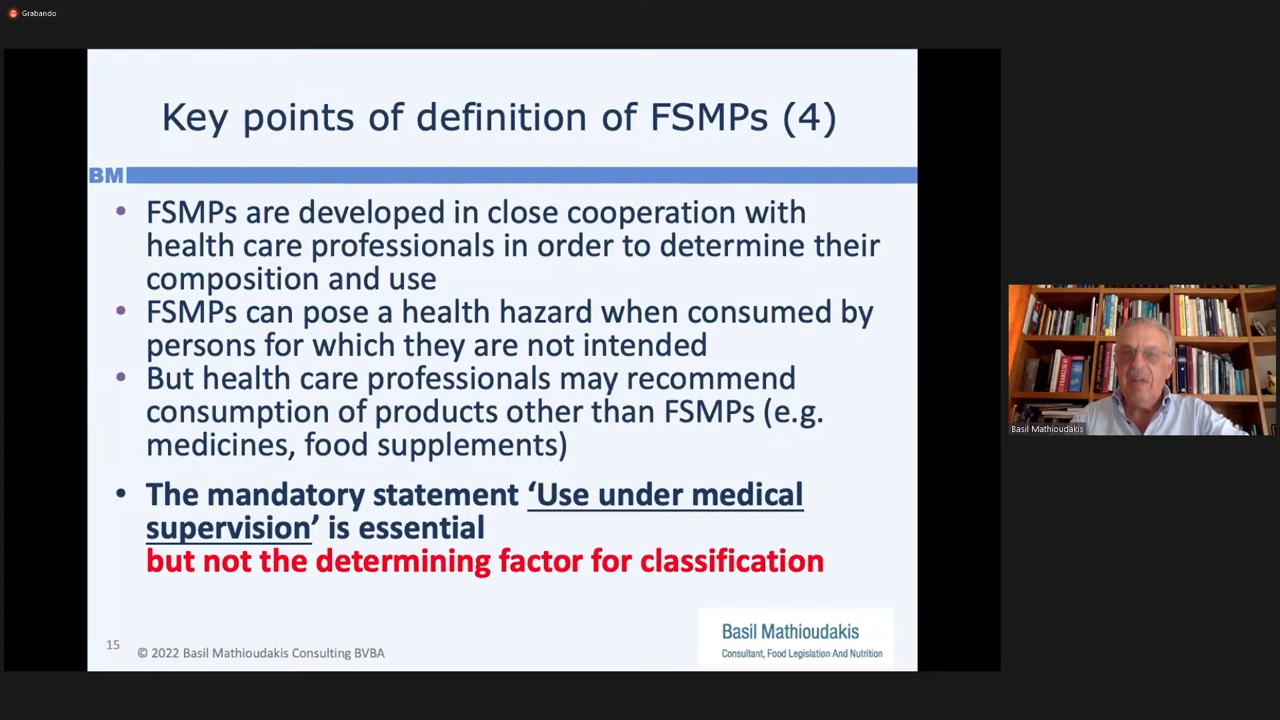 Grabando
Key points of definition of FSMPs (4)
BM
• FSMPs are developed in close cooperation with
health care professionals in order to determine their
composition and use
• FSMPs can pose a health hazard when consumed by
persons for which they are not intended
• But health care professionals may recommend
consumption of products other than FSMPs (e.g.
medicines, food supplements)
• The mandatory statement ‘Use under medical
supervision’ is essential
but not the determining factor for classification
15
© 2022 Basil Mathioudakis Consulting BVBA
Basil Mathioudakis
Consultant, Food Legislation And Nutrition
Basil Mathioudakis